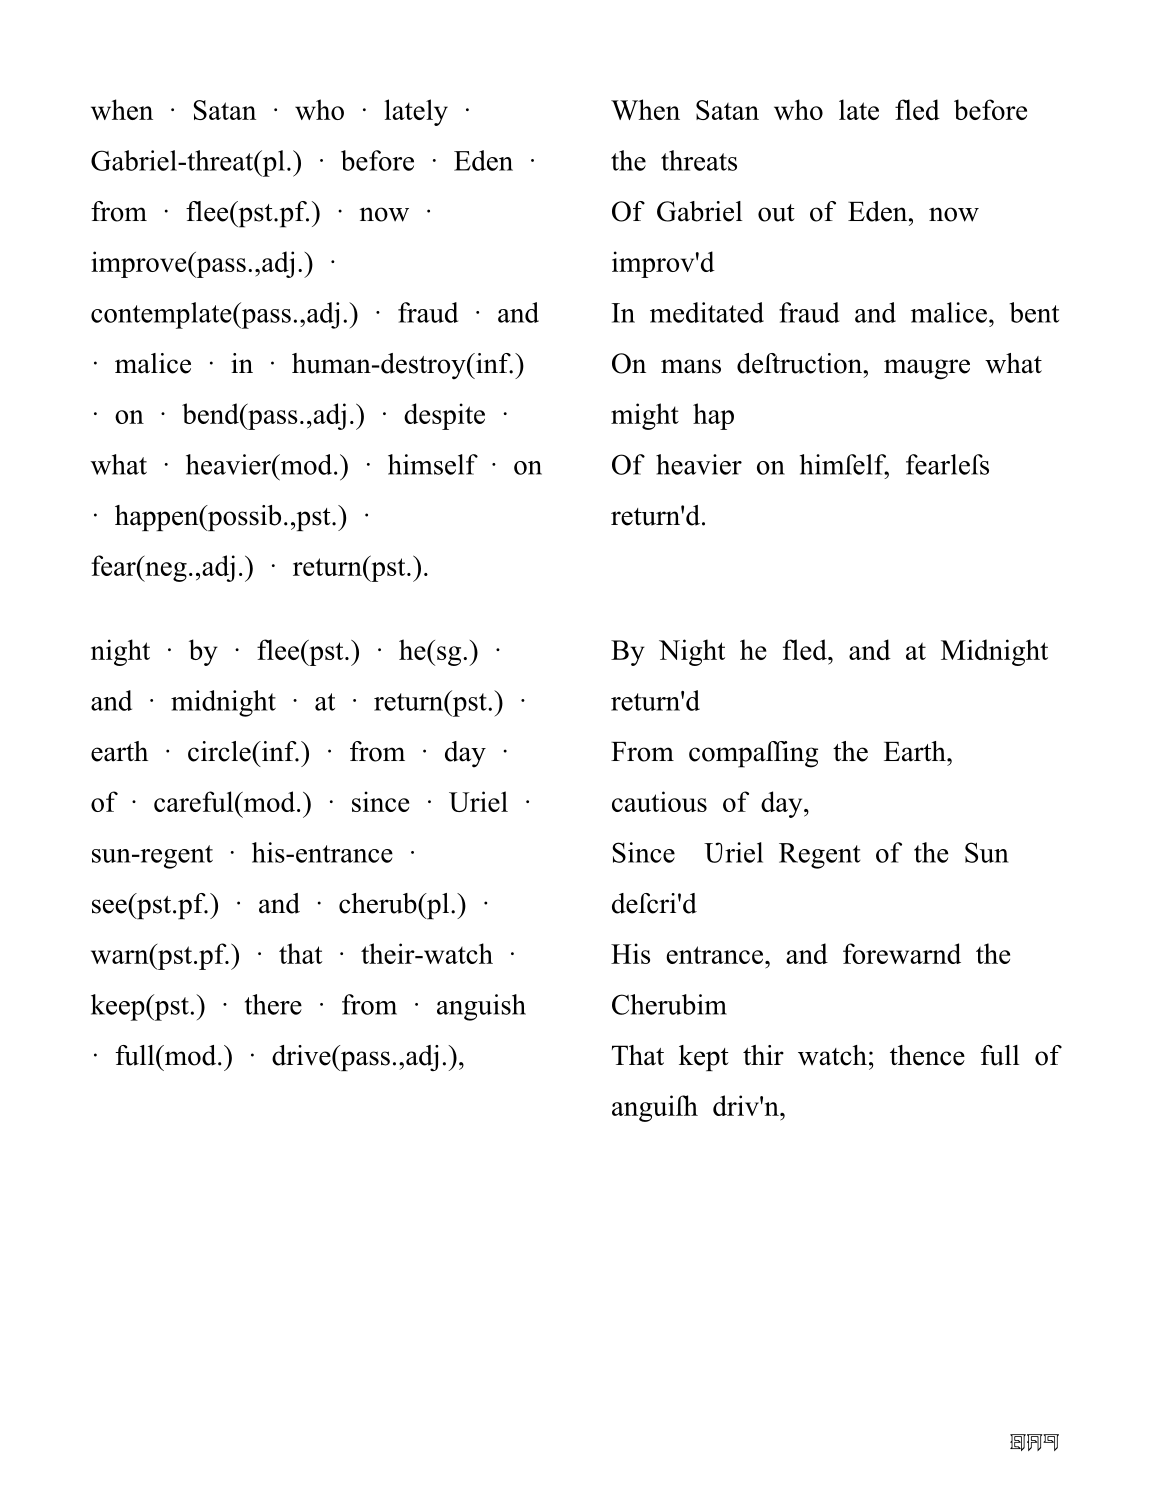 when · Satan · who · lately ·
Gabriel-threat(pl.) · before · Eden ·
from · flee(pst.pf.) · now ·
improve(pass.,adj.) ·
contemplate(pass.,adj.) · fraud · and
· malice · in · human-destroy(inf.)
· on · bend(pass.,adj.) · despite ·
what · heavier(mod.) · himself · on
· happen(possib.,pst.) ·
fear(neg.,adj.) · return(pst.).
When Satan who late fled before
the threats
Of Gabriel out of Eden, now
improv'd
In meditated fraud and malice, bent
On mans deſtruction, maugre what
might hap
Of heavier on himſelf, fearleſs
return'd.
night · by · flee(pst.) · he(sg.) ·
and · midnight · at · return(pst.) ·
earth · circle(inf.) · from · day ·
of · careful(mod.) · since · Uriel ·
sun-regent · his-entrance ·
see(pst.pf.) · and · cherub(pl.) ·
warn(pst.pf.) · that · their-watch ·
keep(pst.) · there · from · anguish
· full(mod.) · drive(pass.,adj.),
By Night he fled, and at Midnight
return'd
From compaſſing the Earth,
cautious of day,
Since Uriel Regent of the Sun
deſcri'd
His entrance, and forewarnd the
Cherubim
That kept thir watch; thence full of
anguiſh driv'n,